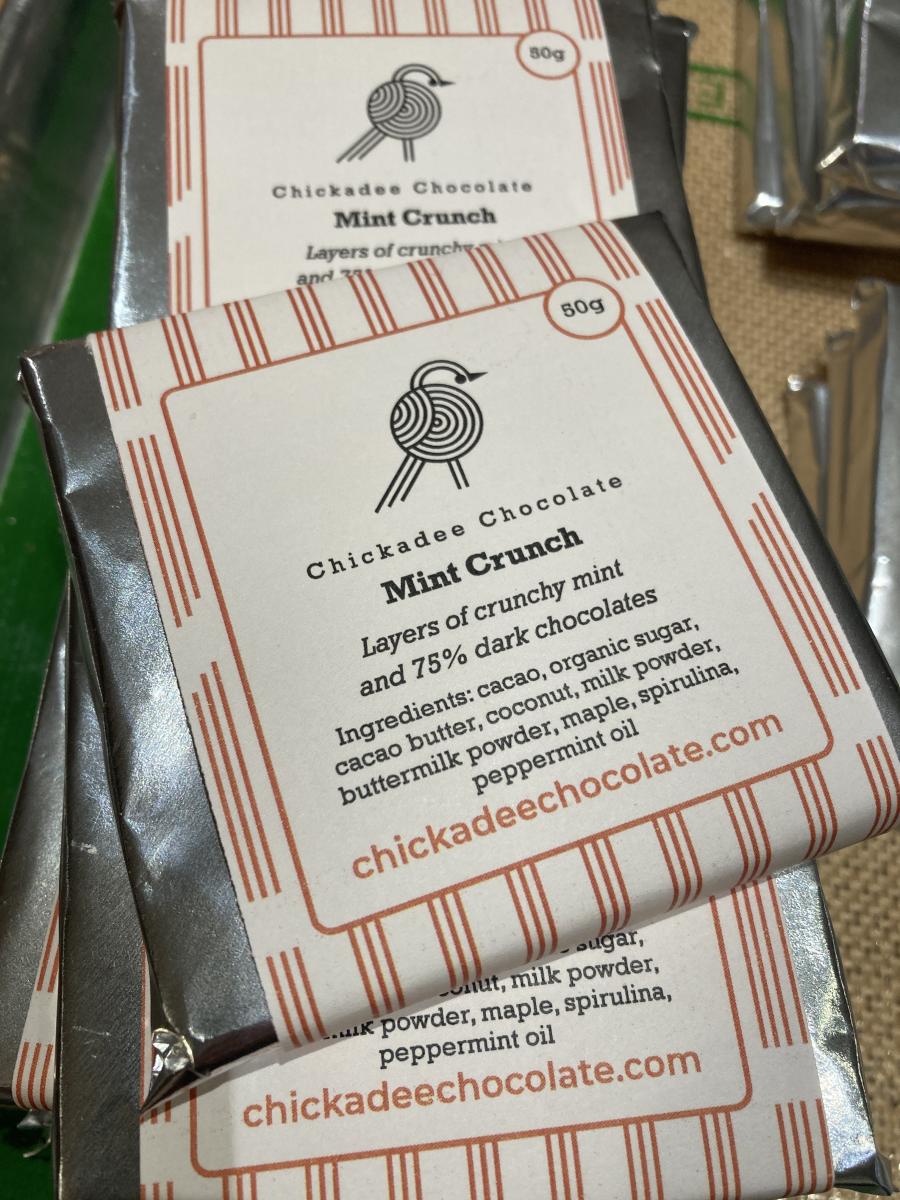 50g
Chickadee Chocolate
Mint Crunch
Layers of crunchy
and
50g
Chickadee Chocolate
Mint Crunch
Layers of crunchy mint
and 75% dark chocolates
Ingredients: cacao, organic sugar,
cacao butter, coconut, milk powder,
buttermilk powder, maple, spirulina,
peppermint oil
chickadeechocolate.com
sugar,
milk powder,
powder, maple, spirulina,
peppermint oil
chickadeechocolate.com